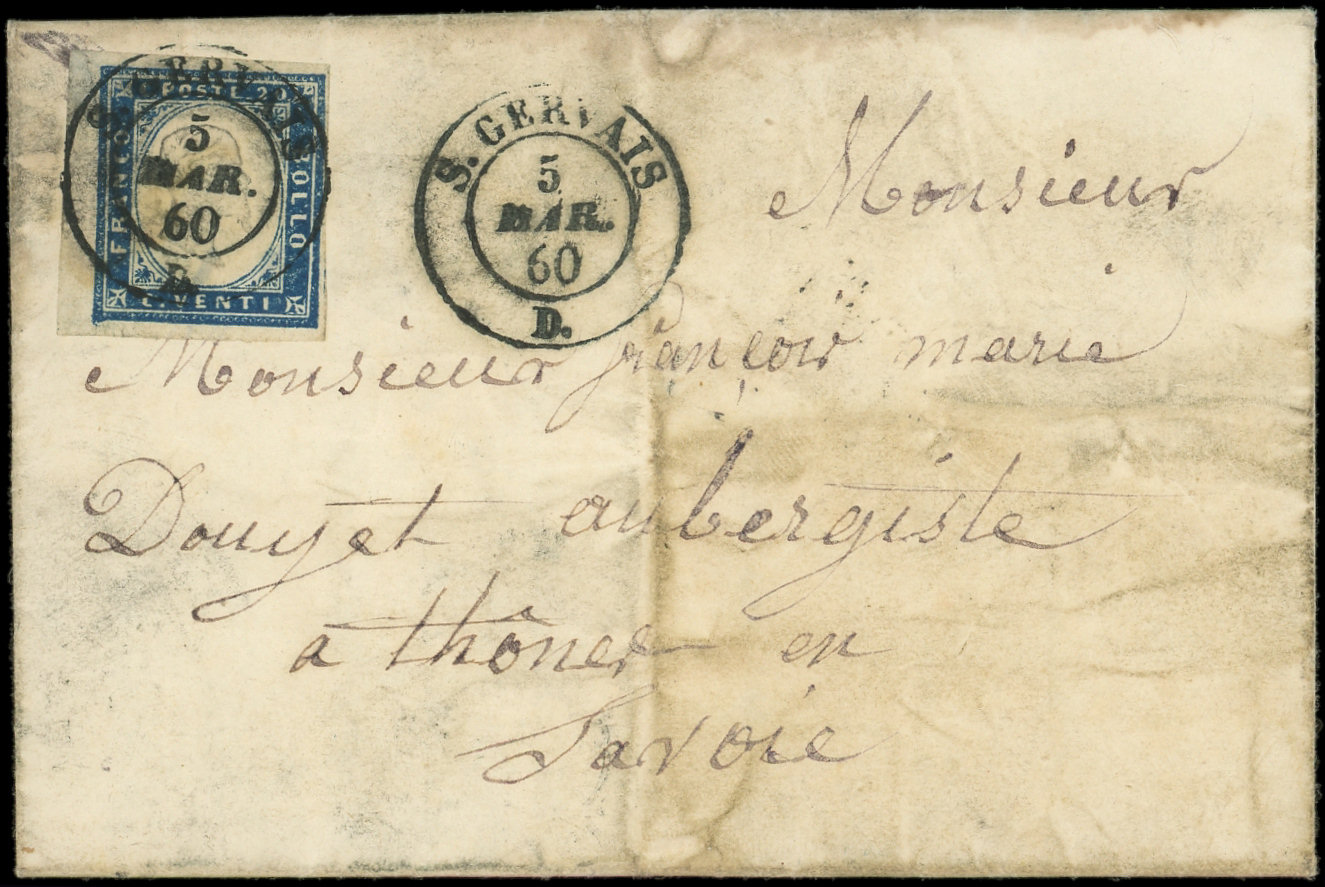 FRANCO
POSTE 20
BOLLO
C. VENTI
S. GERVAIS
5
MAR.
60
D.
S. GERVAIS
5
MAR.
60
D.
Monsieur
Monsieur françois marie
Douyet aubergiste
à thônes en
Savoie